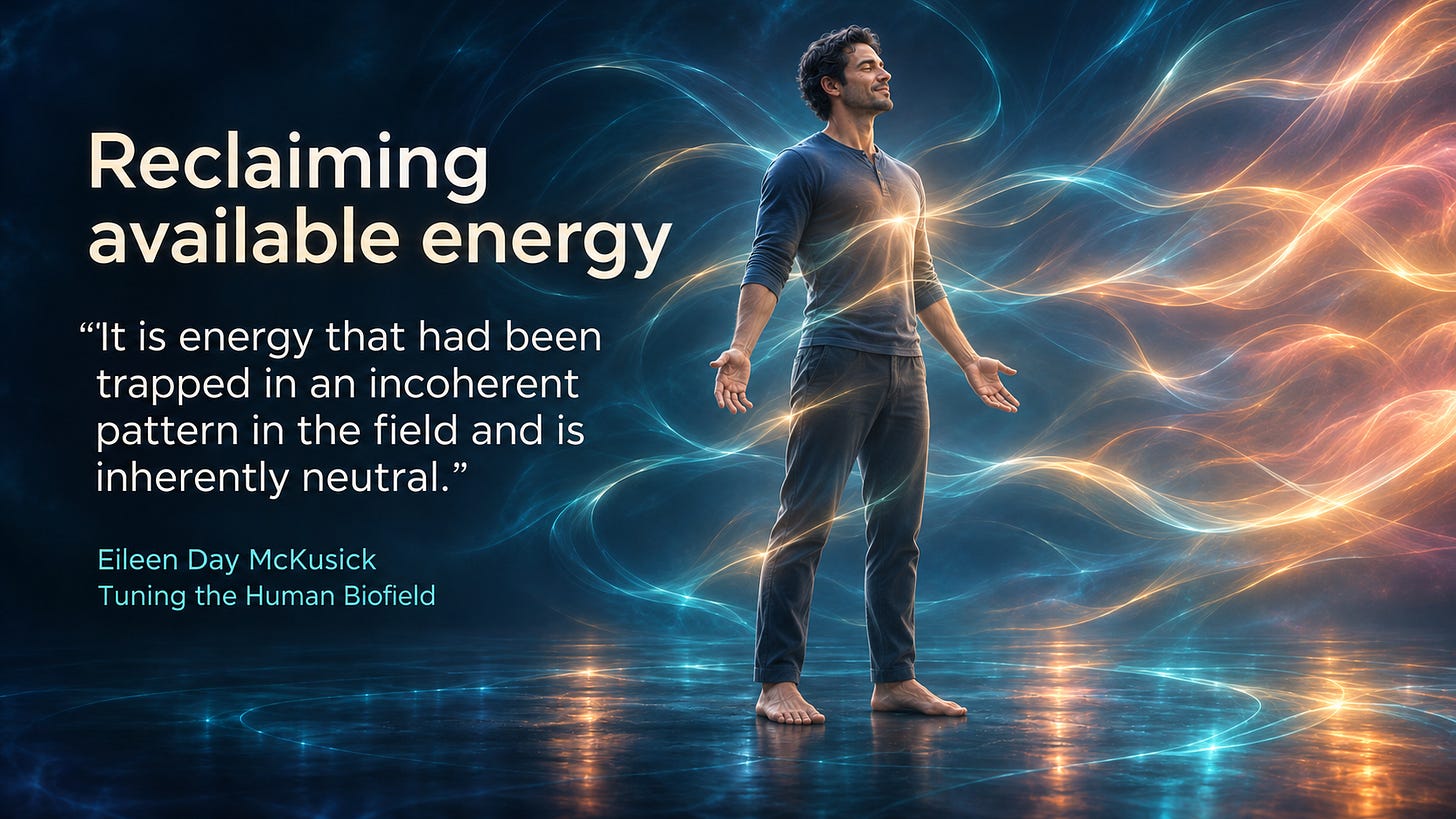 Reclaiming
available energy
“‘It is energy that had been
trapped in an incoherent
pattern in the field and is
inherently neutral.”
Eileen Day McKusick
Tuning the Human Biofield